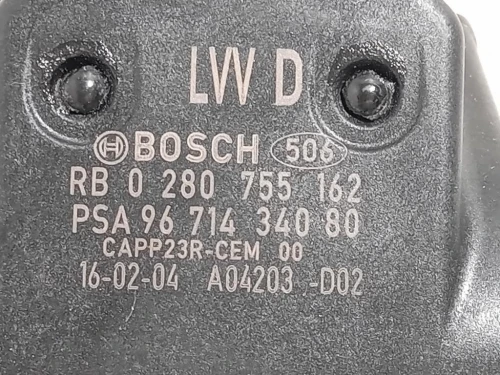 LW D
BOSCH 506
RB 0 280 755 162
PSA 96 714 340 80
CAPP23R-CEM 00
16-02-04 A04203 -D02